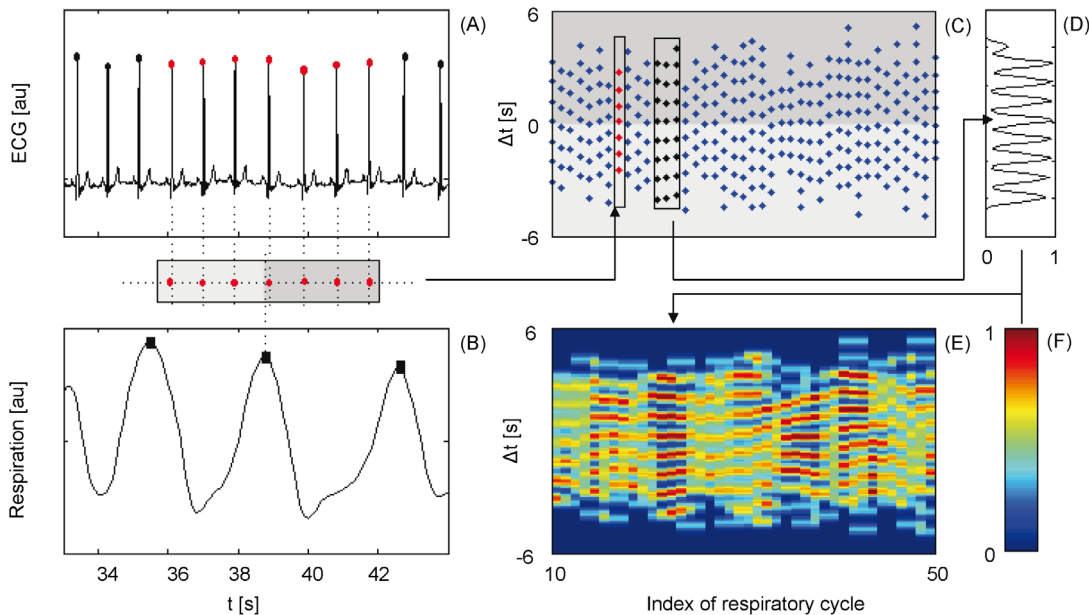 (A)
ECG [au]
6
(C)
Δt [s]
0
-6
(D)
0 1
(B)
Respiration [au]
34 36 38 40 42
t [s]
6
(E)
Δt [s]
-6
10 50
Index of respiratory cycle
1
(F)
0